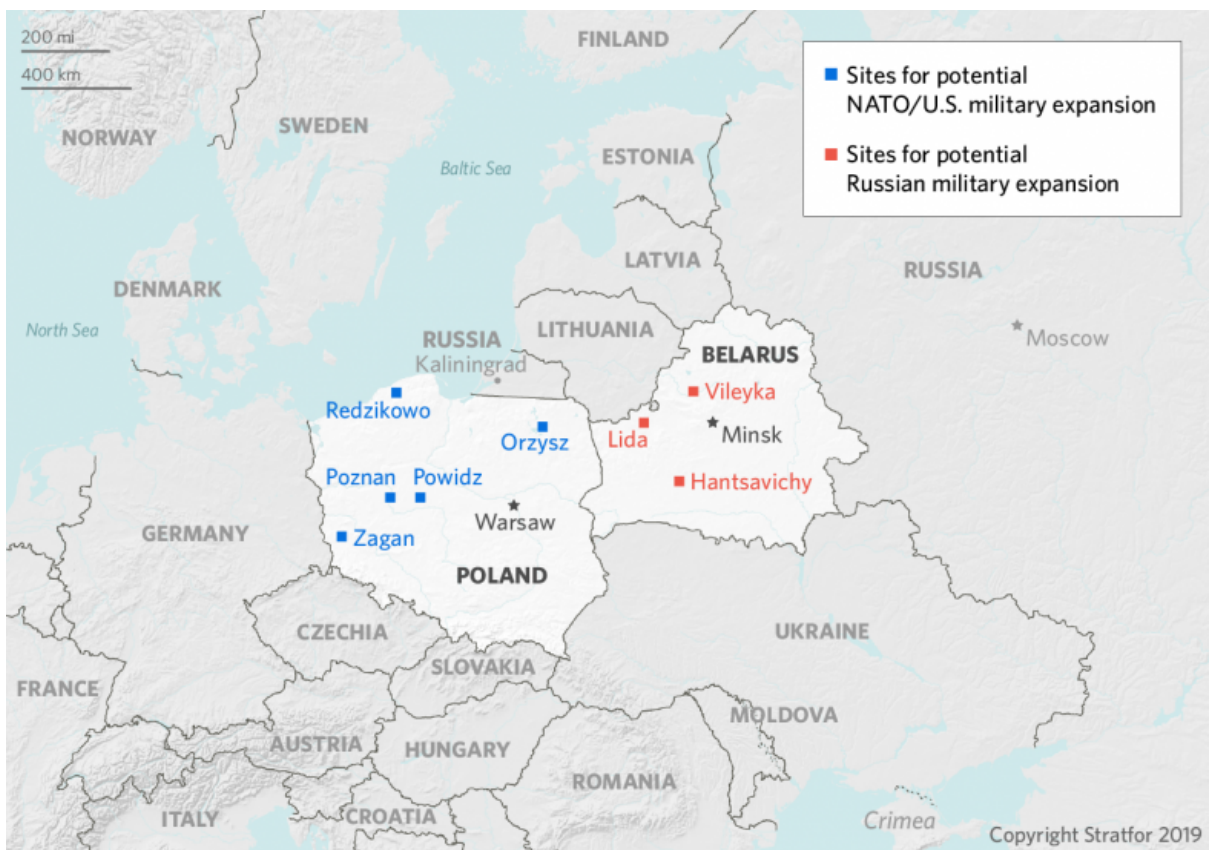 200 mi
400 km
FINLAND
NORWAY
SWEDEN
Baltic Sea
ESTONIA
Sites for potential
NATO/U.S. military expansion
Sites for potential
Russian military expansion
LATVIA
RUSSIA
DENMARK
North Sea
LITHUANIA
RUSSIA
Kaliningrad
Moscow
BELARUS
Vileyka
Redzikowo
Orzysz
Lida
Minsk
Poznan
Powidz
Hantsavichy
Warsaw
GERMANY
Zagan
POLAND
CZECHIA
UKRAINE
SLOVAKIA
FRANCE
MOLDOVA
AUSTRIA
HUNGARY
ROMANIA
ITALY
CROATIA
Crimea
Copyright Stratfor 2019